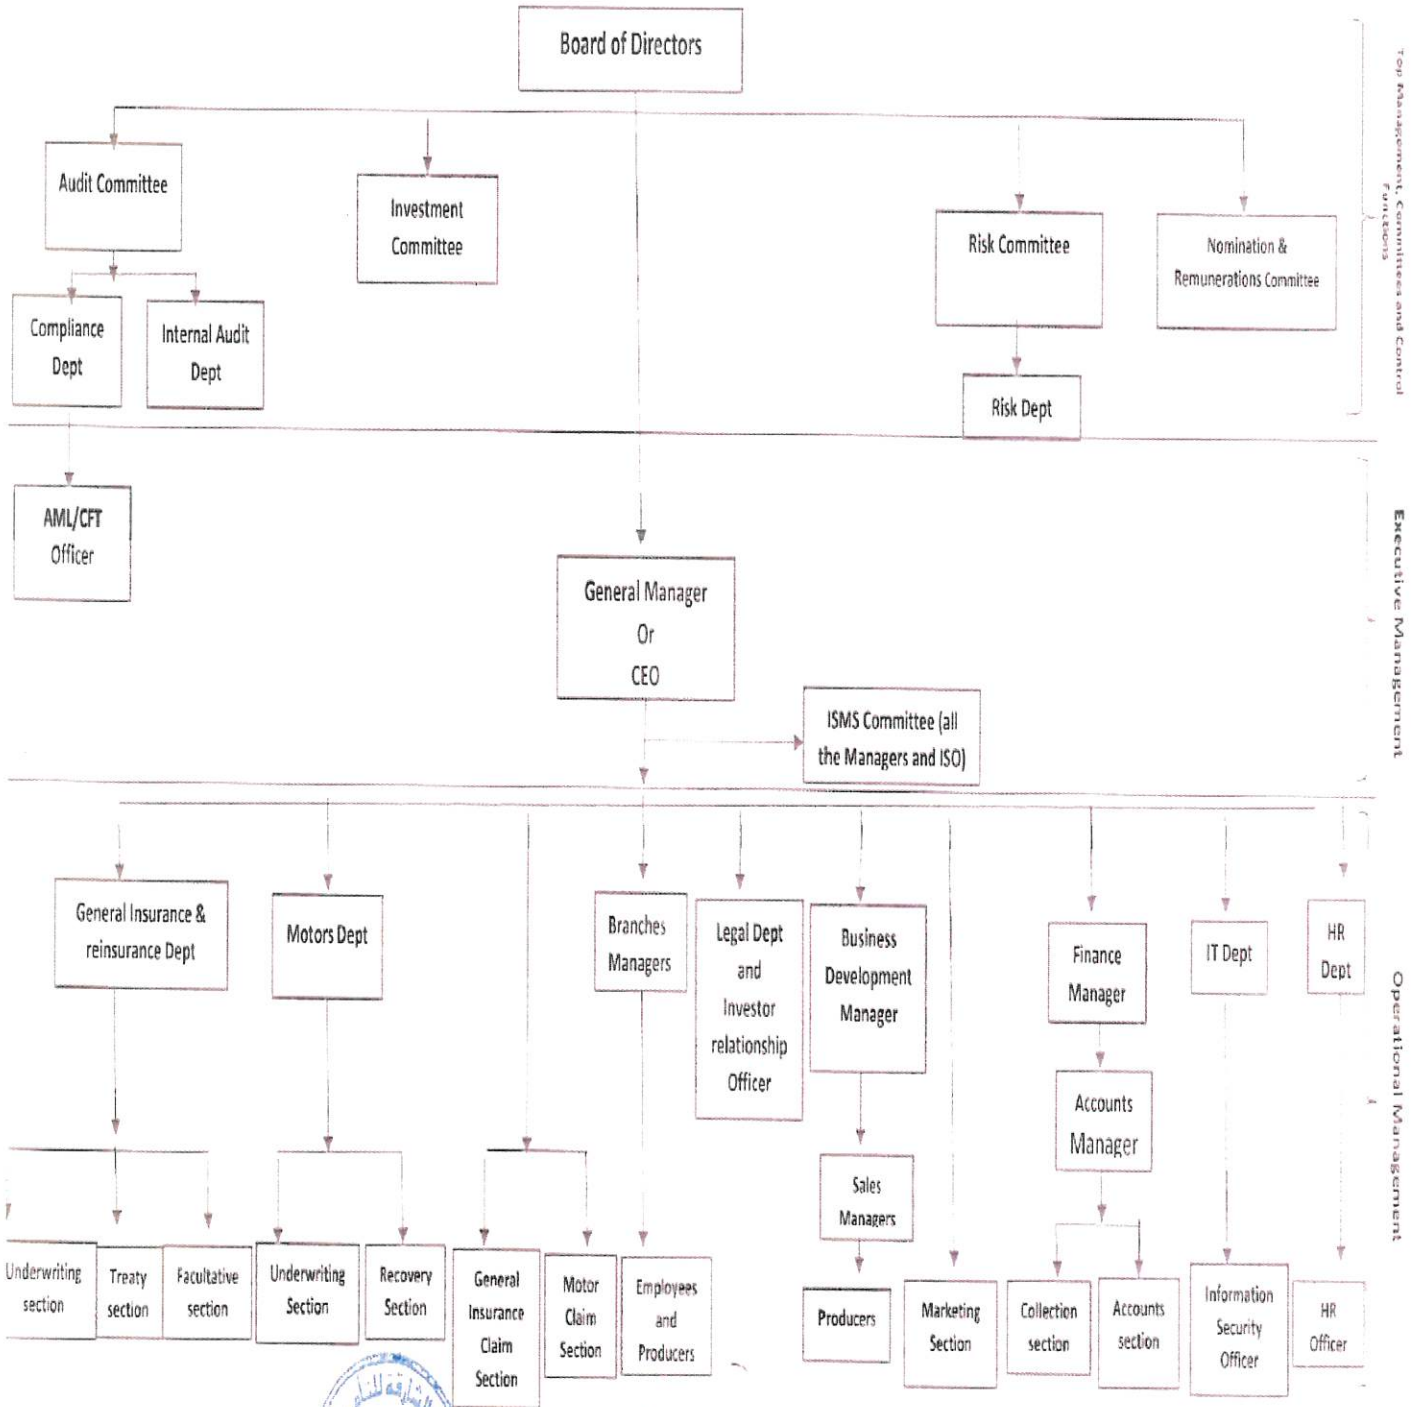 Board of Directors
Top Management, Committees and Control
Functions
Audit Committee
Investment
Committee
Risk Committee
Nomination &
Remunerations Committee
Compliance
Dept
Internal Audit
Dept
Risk Dept
Executive Management
AML/CFT
Officer
General Manager
Or
CEO
ISMS Committee (all
the Managers and ISO)
Operational Management
General Insurance &
reinsurance Dept
Motors Dept
Branches
Managers
Legal Dept
and
Investor
relationship
Officer
Business
Development
Manager
Finance
Manager
IT Dept
HR
Dept
Accounts
Manager
Sales
Managers
Underwriting
section
Treaty
section
Facultative
section
Underwriting
Section
Recovery
Section
General
Insurance
Claim
Section
Motor
Claim
Section
Employees
and
Producers
Producers
Marketing
Section
Collection
section
Accounts
section
Information
Security
Officer
HR
Officer